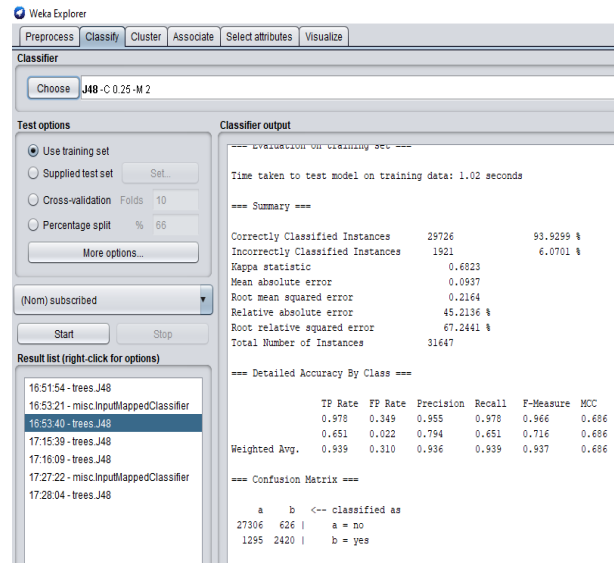 Weka Explorer
Preprocess Classify Cluster Associate Select attributes Visualize
Classifier
Choose J48 -C 0.25 -M 2
Test options
Use training set
Supplied test set Set...
Cross-validation Folds 10
Percentage split % 66
More options...
(Nom) subscribed
Start Stop
Result list (right-click for options)
16:51:54 - trees.J48
16:53:21 - misc.InputMappedClassifier
16:53:40 - trees.J48
17:15:39 - trees.J48
17:16:09 - trees.J48
17:27:22 - misc.InputMappedClassifier
17:28:04 - trees.J48
Classifier output
=== Evaluation on training set ===
Time taken to test model on training data: 1.02 seconds
=== Summary ===
Correctly Classified Instances 29726 93.9299 %
Incorrectly Classified Instances 1921 6.0701 %
Kappa statistic 0.6823
Mean absolute error 0.0937
Root mean squared error 0.2164
Relative absolute error 45.2136 %
Root relative squared error 67.2441 %
Total Number of Instances 31647
=== Detailed Accuracy By Class ===
TP Rate FP Rate Precision Recall F-Measure MCC
0.978 0.349 0.955 0.978 0.966 0.686
0.651 0.022 0.794 0.651 0.716 0.686
Weighted Avg. 0.939 0.310 0.936 0.939 0.937 0.686
=== Confusion Matrix ===
a b <-- classified as
27306 626 | a = no
1295 2420 | b = yes